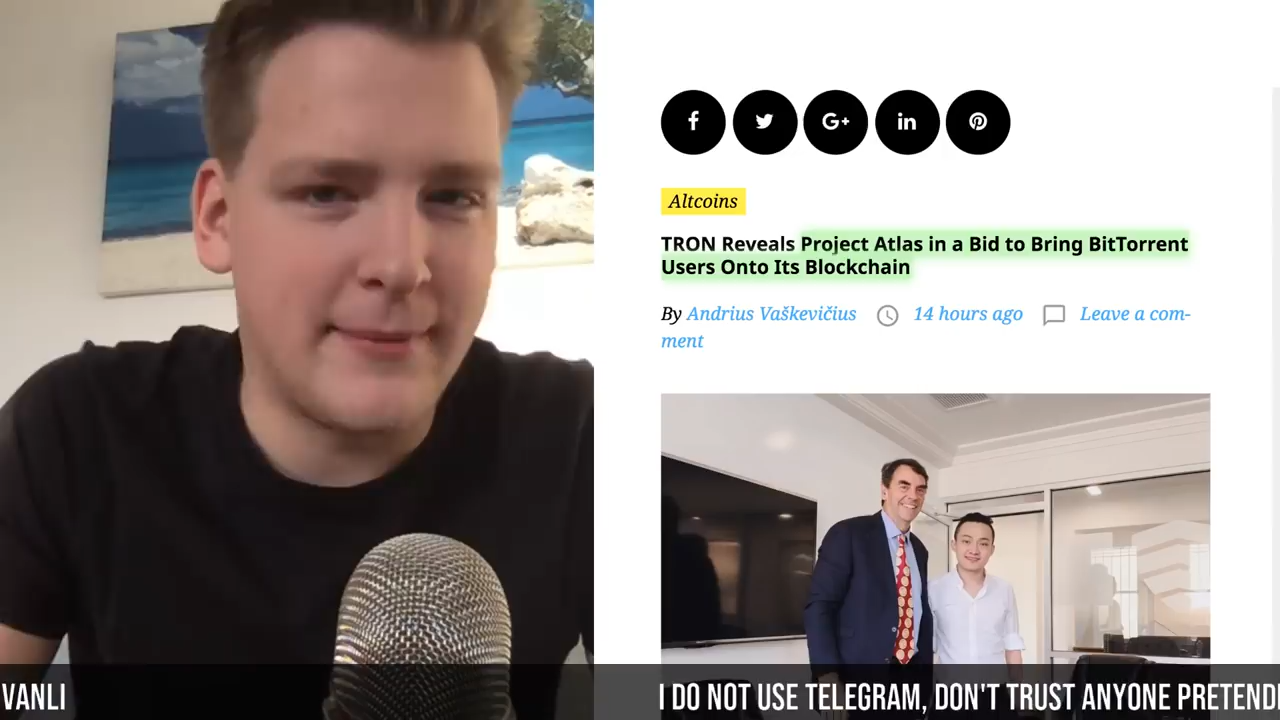 Altcoins
TRON Reveals Project Atlas in a Bid to Bring BitTorrent
Users Onto Its Blockchain
By Andrius Vaškevičius 14 hours ago Leave a com-
ment
VANLI
I DO NOT USE TELEGRAM, DON'T TRUST ANYONE